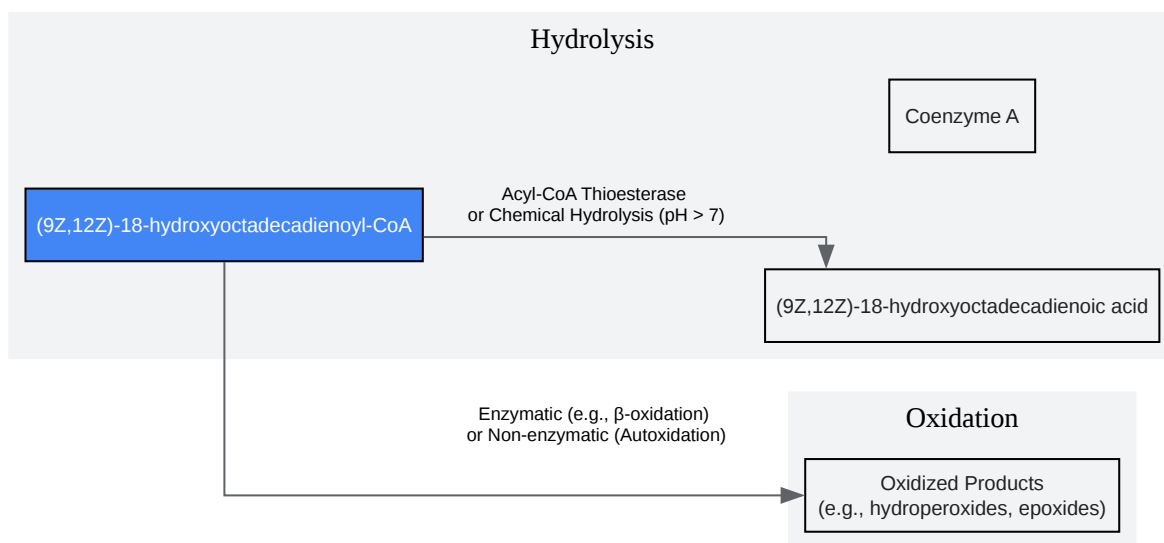 Hydrolysis
Coenzyme A
(9Z,12Z)-18-hydroxyoctadecadienoyl-CoA
Acyl-CoA Thioesterase
or Chemical Hydrolysis (pH > 7)
(9Z,12Z)-18-hydroxyoctadecadienoic acid
Enzymatic (e.g., β-oxidation)
or Non-enzymatic (Autoxidation)
Oxidation
Oxidized Products
(e.g., hydroperoxides, epoxides)